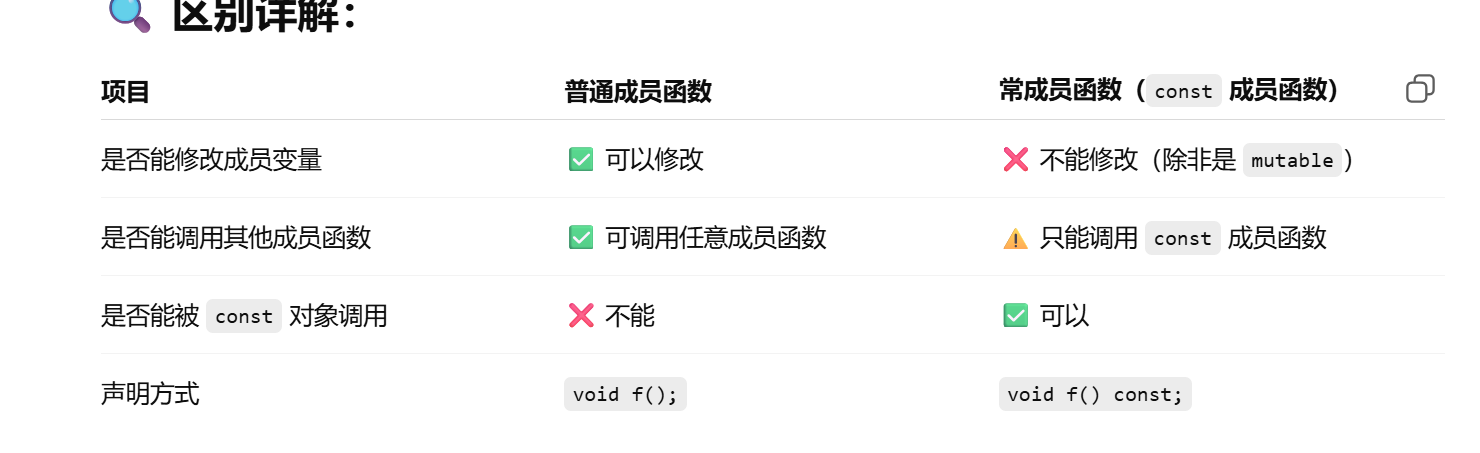 🔍 区别详解：
项目 普通成员函数 常成员函数（const 成员函数）
是否能修改成员变量 ✅ 可以修改 ❌ 不能修改（除非是 mutable）
是否能调用其他成员函数 ✅ 可调用任意成员函数 ⚠️ 只能调用 const 成员函数
是否能被 const 对象调用 ❌ 不能 ✅ 可以
声明方式 void f(); void f() const;